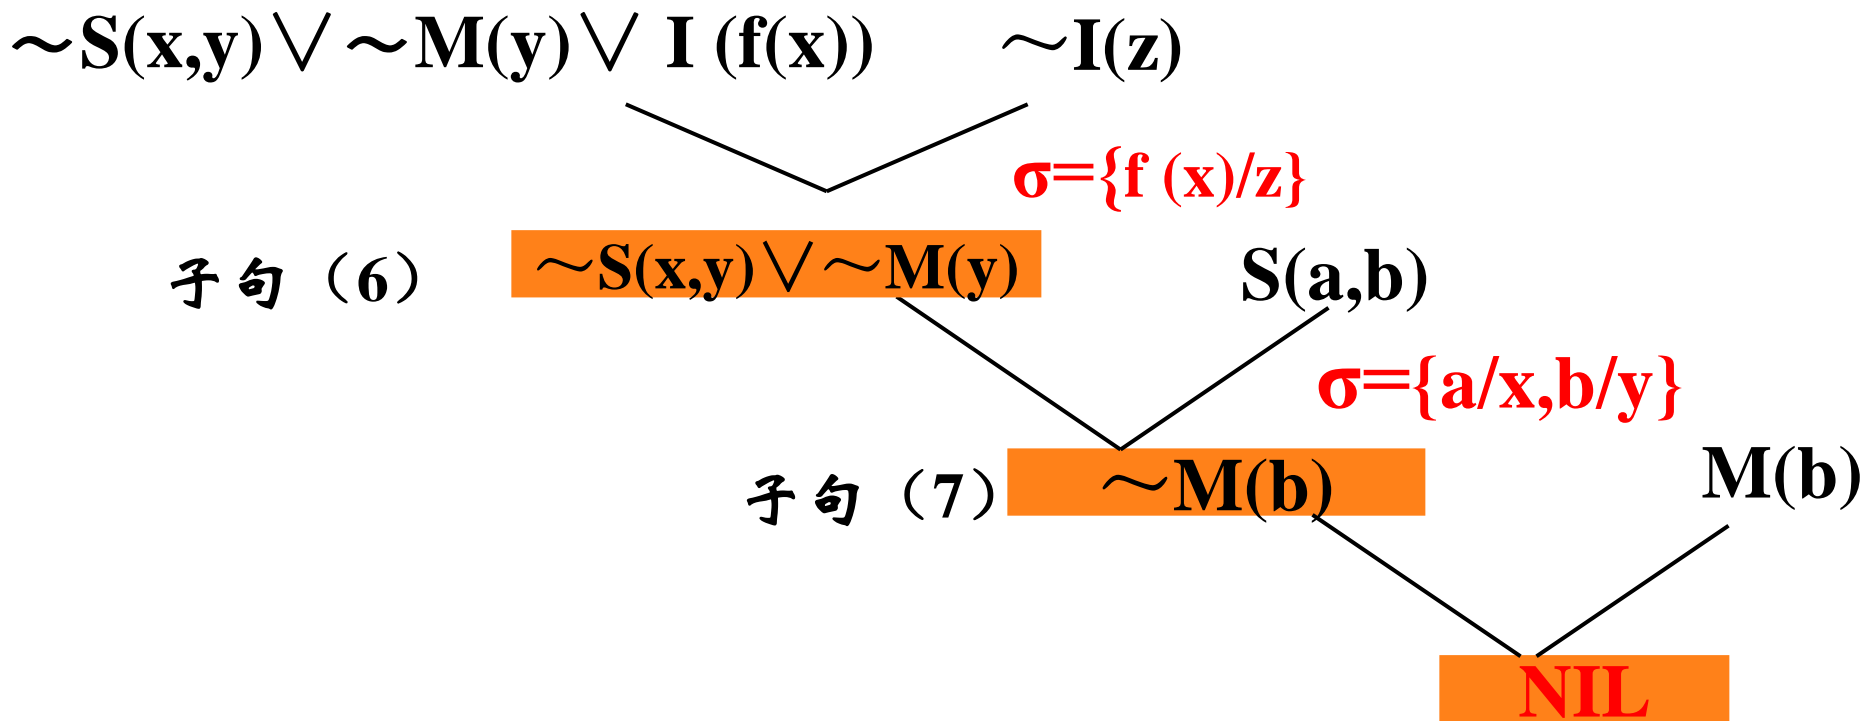 ～S(x,y)∨～M(y)∨ I (f(x)) ～I(z)
σ={f (x)/z}
子句（6） ～S(x,y)∨～M(y) S(a,b)
σ={a/x,b/y}
子句（7） ～M(b) M(b)
NIL